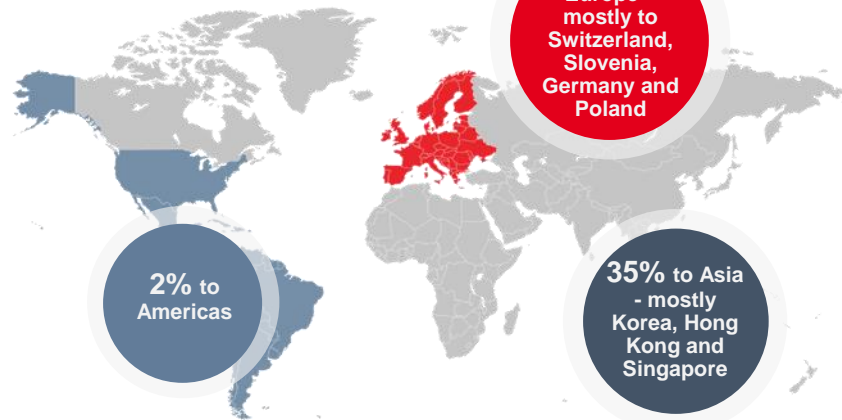 mostly to
Switzerland,
Slovenia,
Germany and
Poland
2% to
Americas
35% to Asia
- mostly
Korea, Hong
Kong and
Singapore